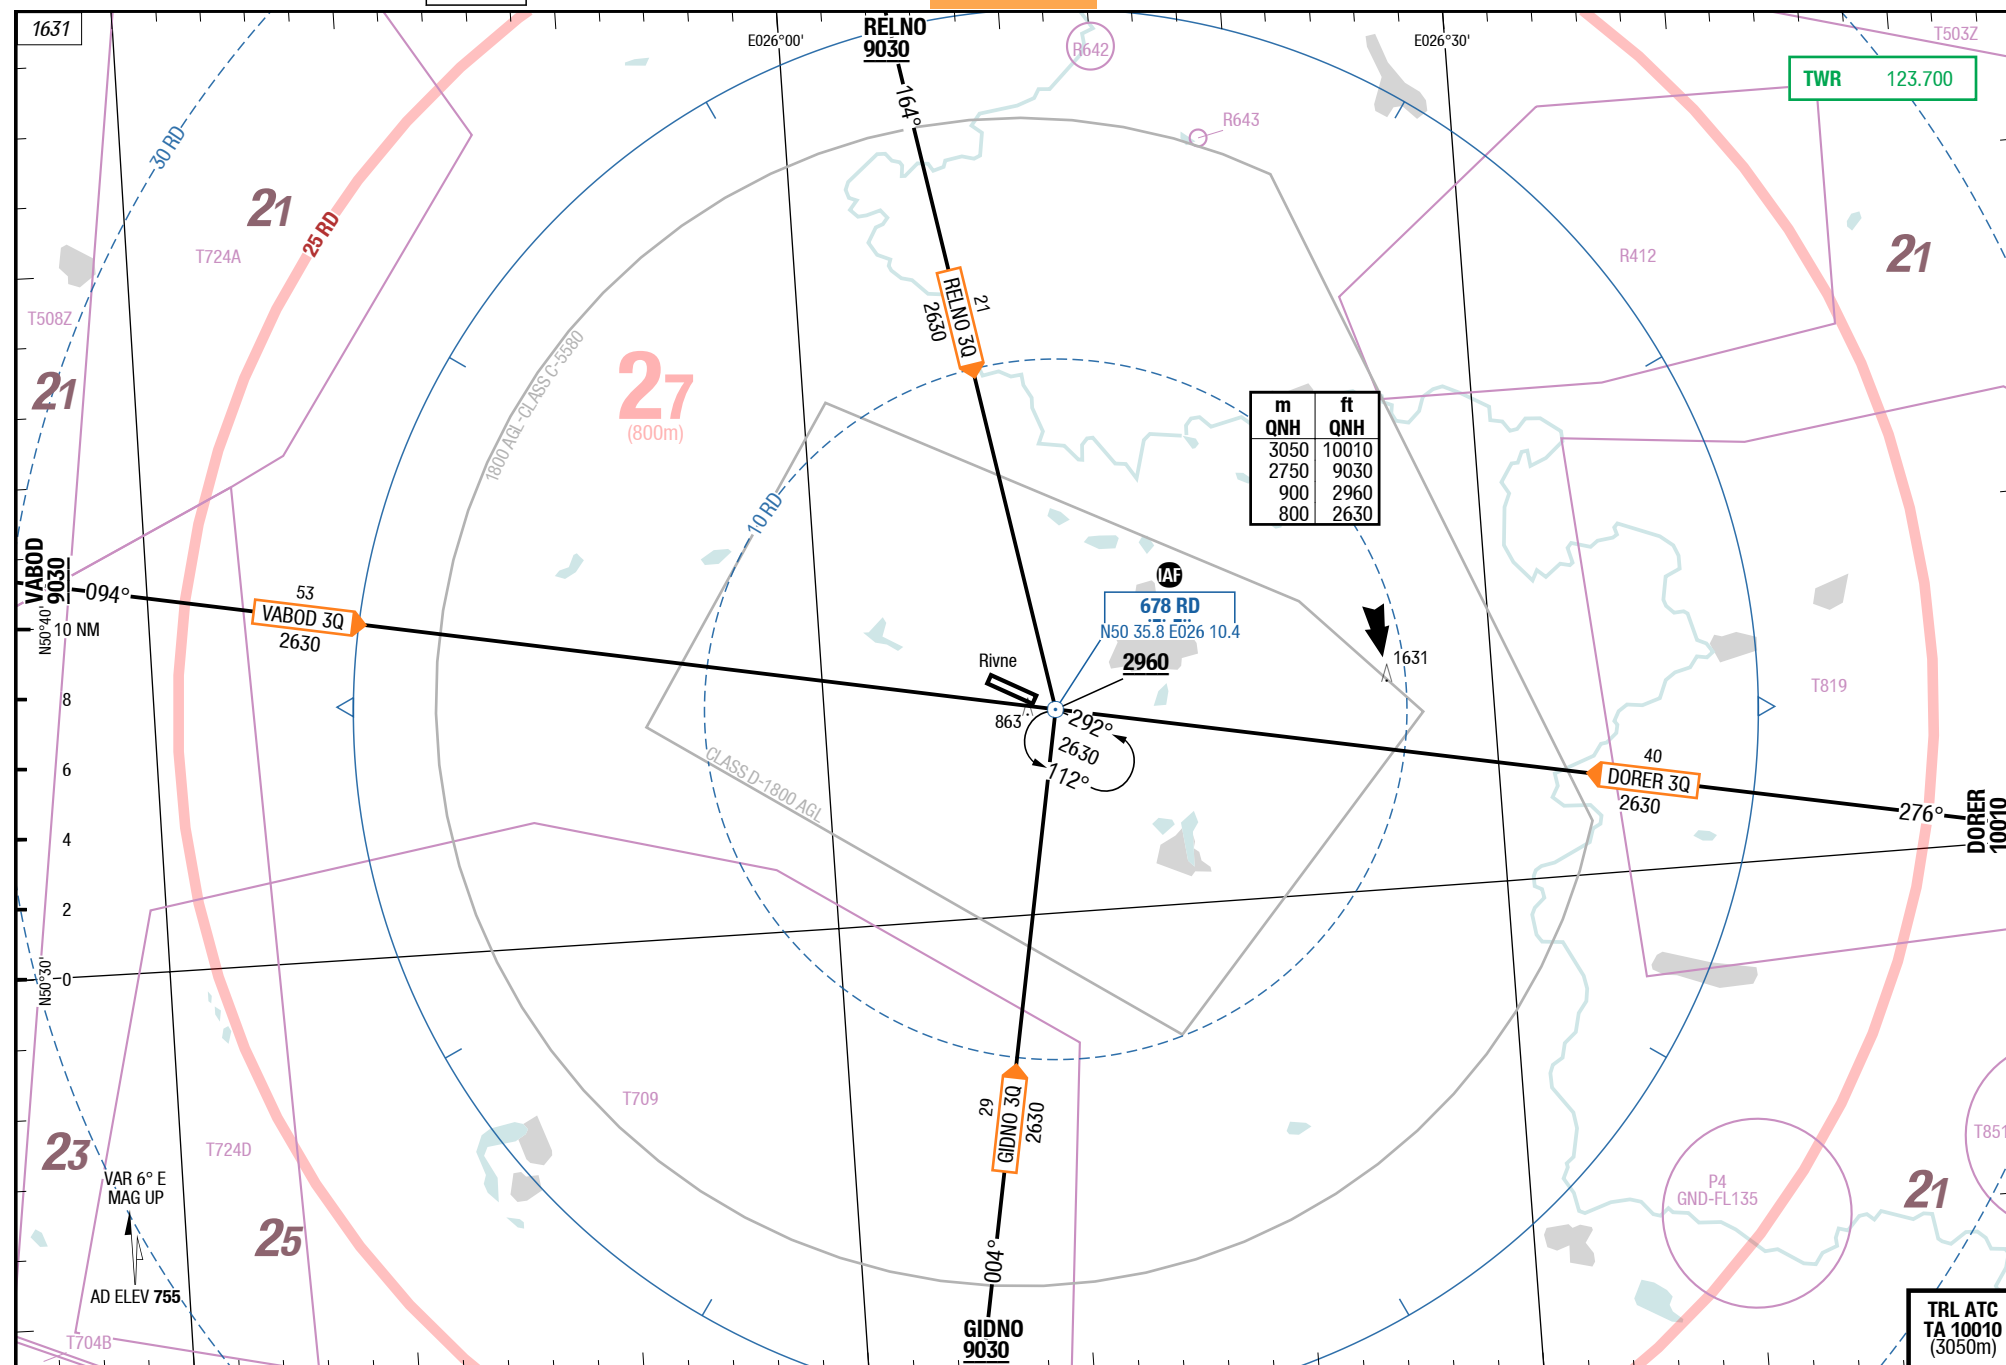 1631
RELNO
9030
E026°00'
E026°30'
R642
T503Z
TWR 123.700
164°
R643
30 RD
21
25 RD
T724A
R412
21
T508Z
RELNO 3Q
21
2630
1800 AGL-CLASS C-5580
27
(800m)
21
m ft
QNH QNH
3050 10010
2750 9030
900 2960
800 2630
10 RD
VABOD
9030
094°
53
VABOD 3Q
2630
N50°40'
10 NM
IAF
678 RD
N50 35.8 E026 10.4
2960
Rivne
863
1631
T819
8
292°
2630
112°
CLASS D-1800 AGL
6
40
DORER 3Q
2630
276°
DORER
10010
4
2
N50°30'
0
T709
29
GIDNO 3Q
2630
T724D
23
VAR 6° E
MAG UP
25
AD ELEV 755
T704B
004°
GIDNO
9030
T851
P4
GND-FL135
21
TRL ATC
TA 10010
(3050m)